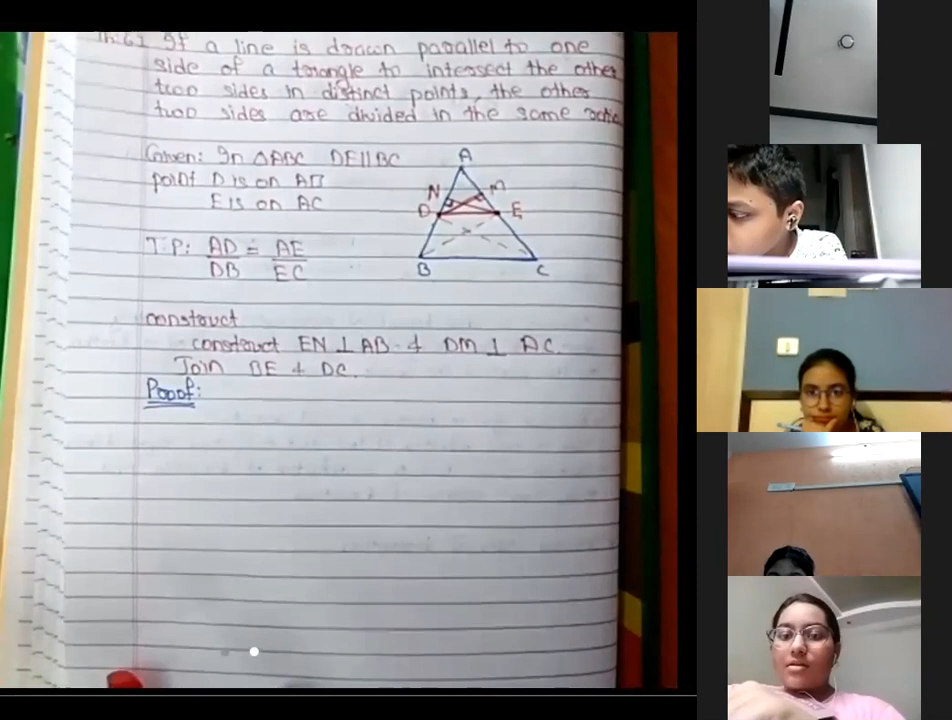 Th:6.1 If a line is drawn parallel to one
side of a triangle to intersect the other
two sides in distinct points, the other
two sides are divided in the same ratio
Given: In △ABC DE||BC
point D is on AB
E is on AC
T.P: AD = AE
DB EC
A
N M
D E
B C
construct
construct EN ⊥ AB & DM ⊥ AC.
Join BE & DC.
Proof: